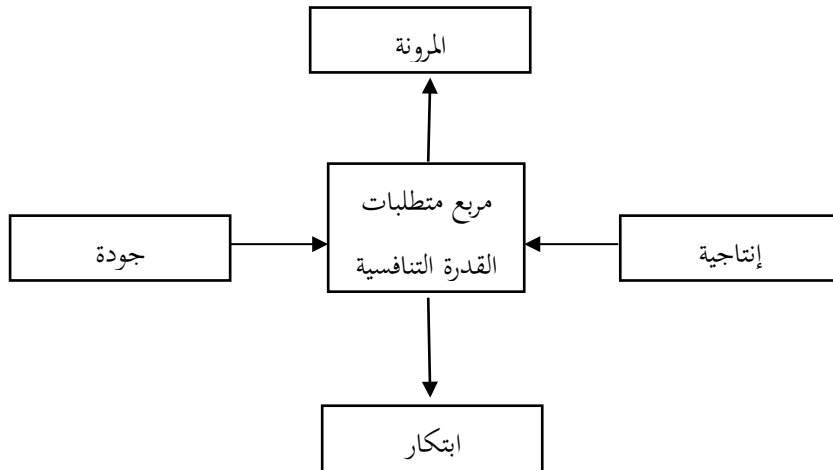 المرونة
مربع متطلبات
القدرة التنافسية
إنتاجية
جودة
ابتكار